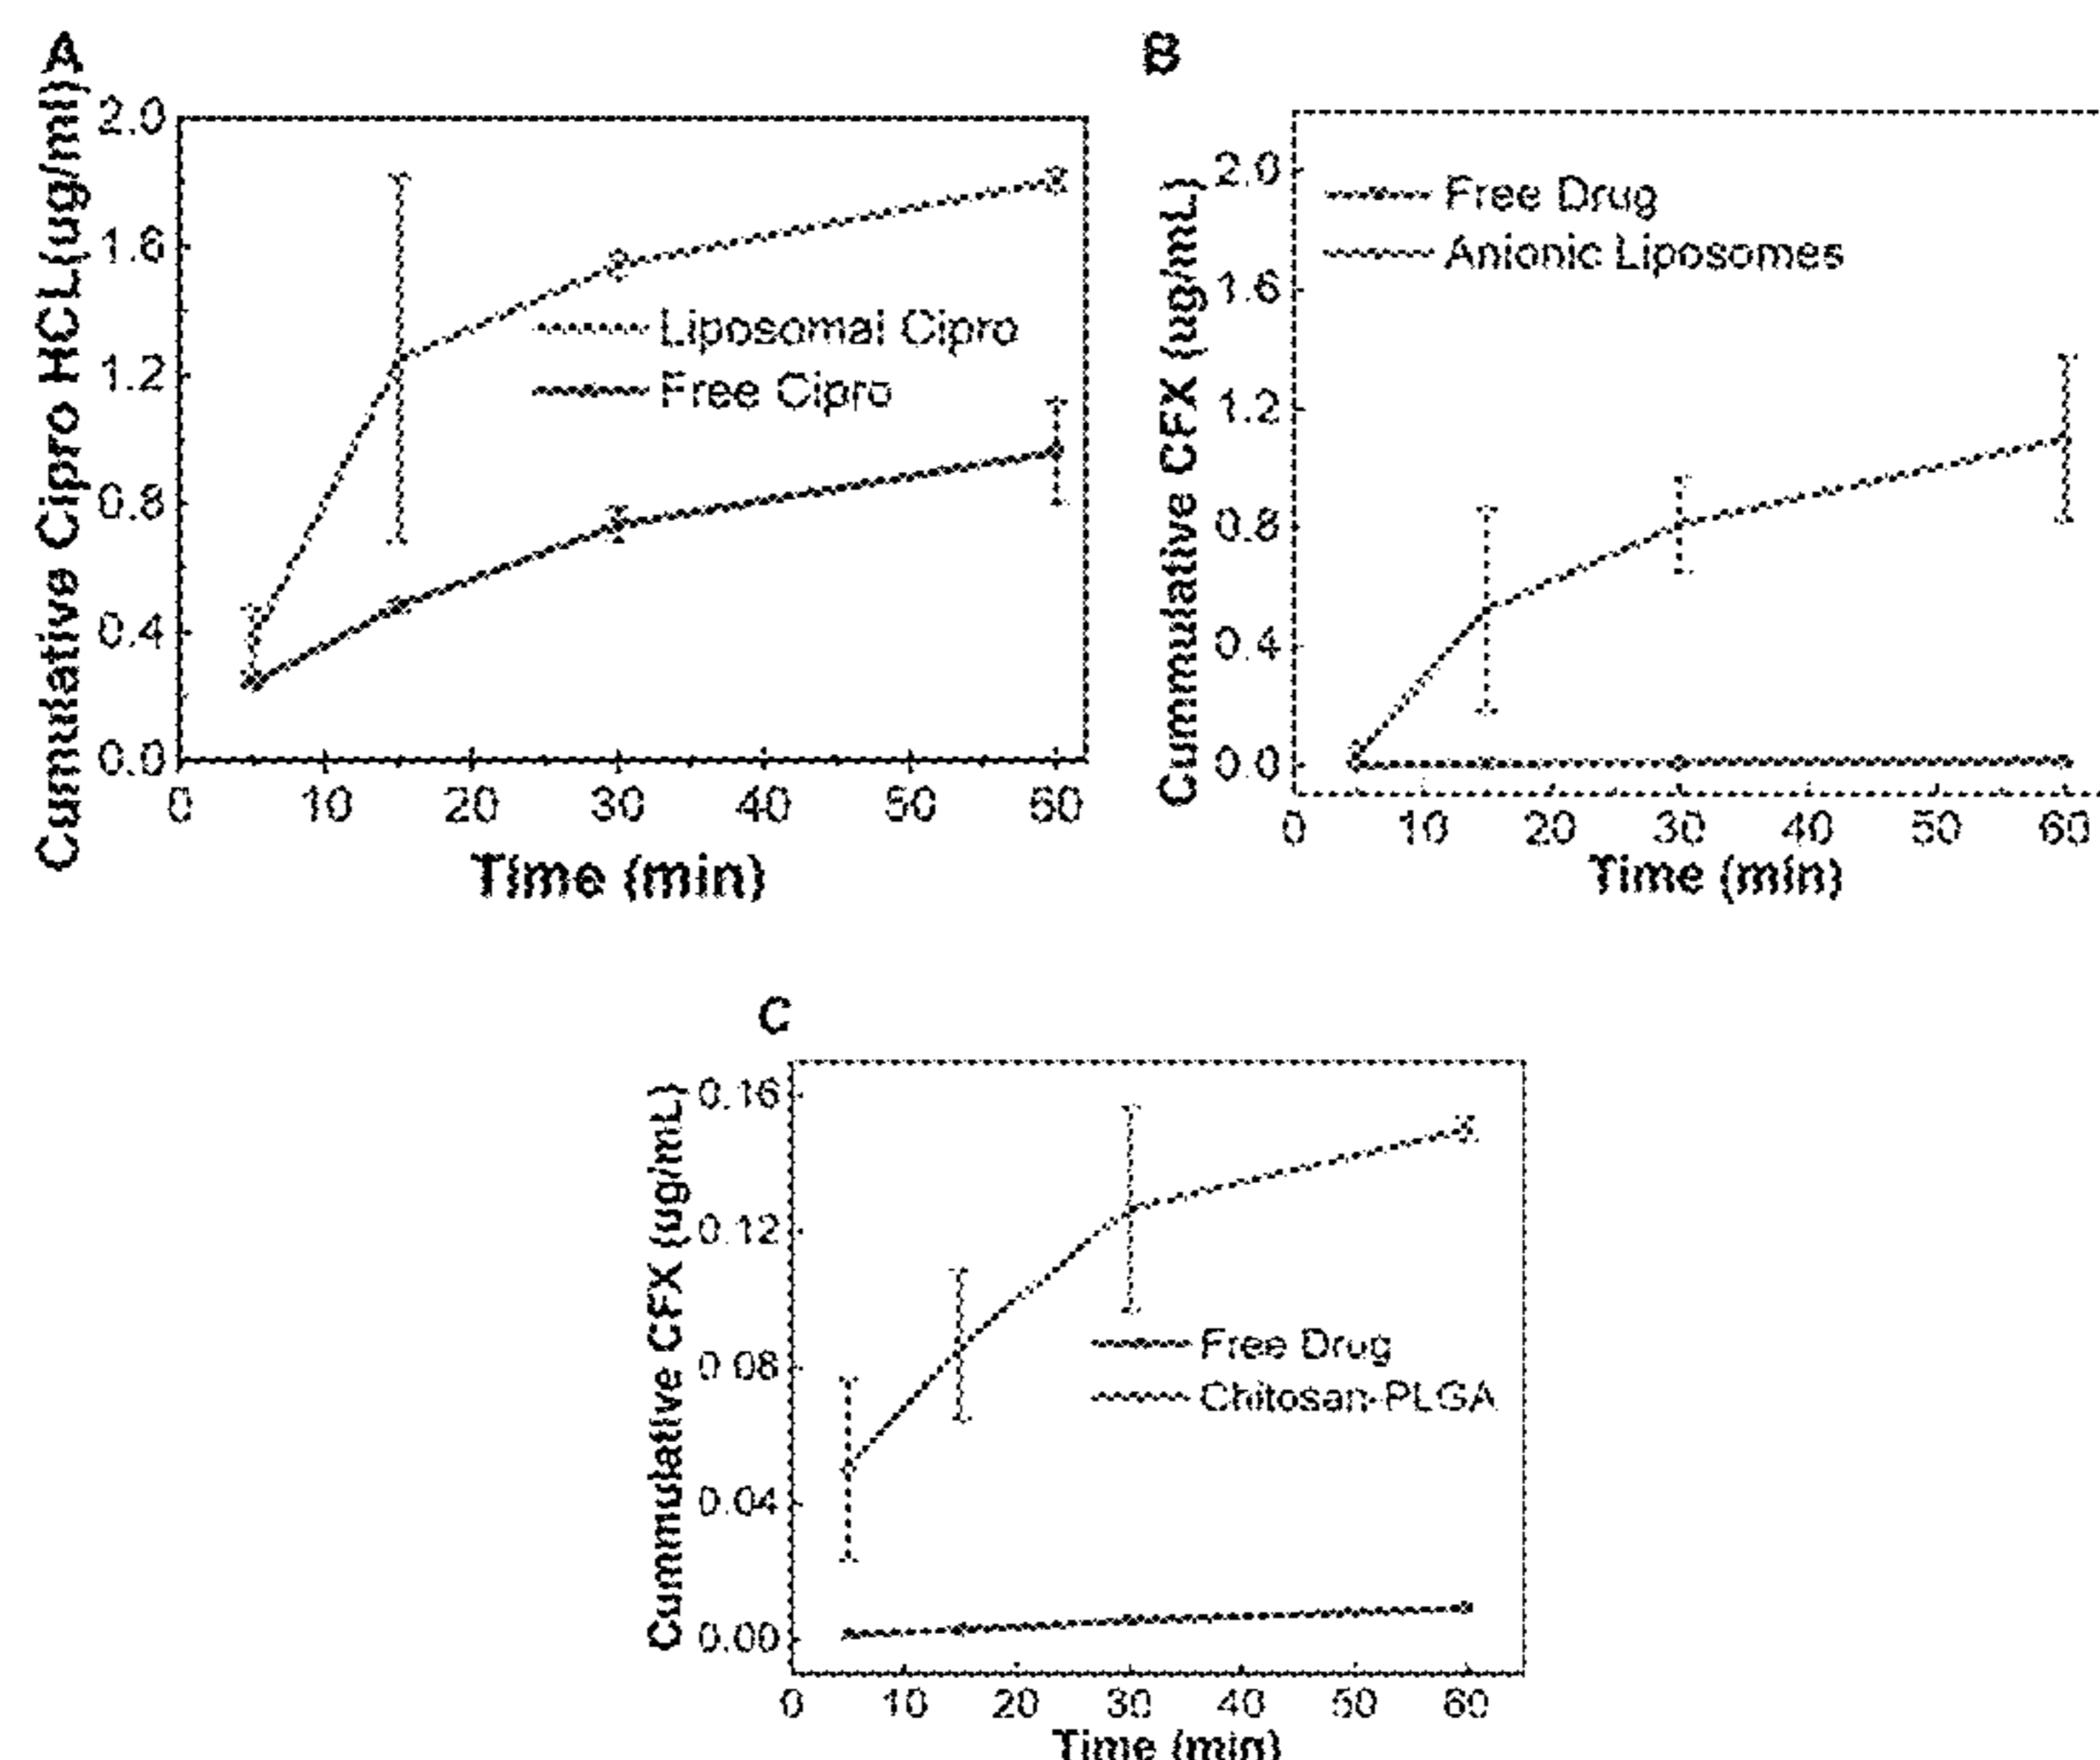 A
Cumulative Cipro HCL(ug/ml)
2.0
1.6
1.2
0.8
0.4
0.0
Liposomal Cipro
Free Cipro
0 10 20 30 40 50 60
Time (min)
B
Cummulative CFX (ug/mL)
2.0
1.6
1.2
0.8
0.4
0.0
Free Drug
Anionic Liposomes
0 10 20 30 40 50 60
Time (min)
C
Cummulative CFX (ug/mL)
0.16
0.12
0.08
0.04
0.00
Free Drug
Chitosan-PLGA
0 10 20 30 40 50 60
Time (min)